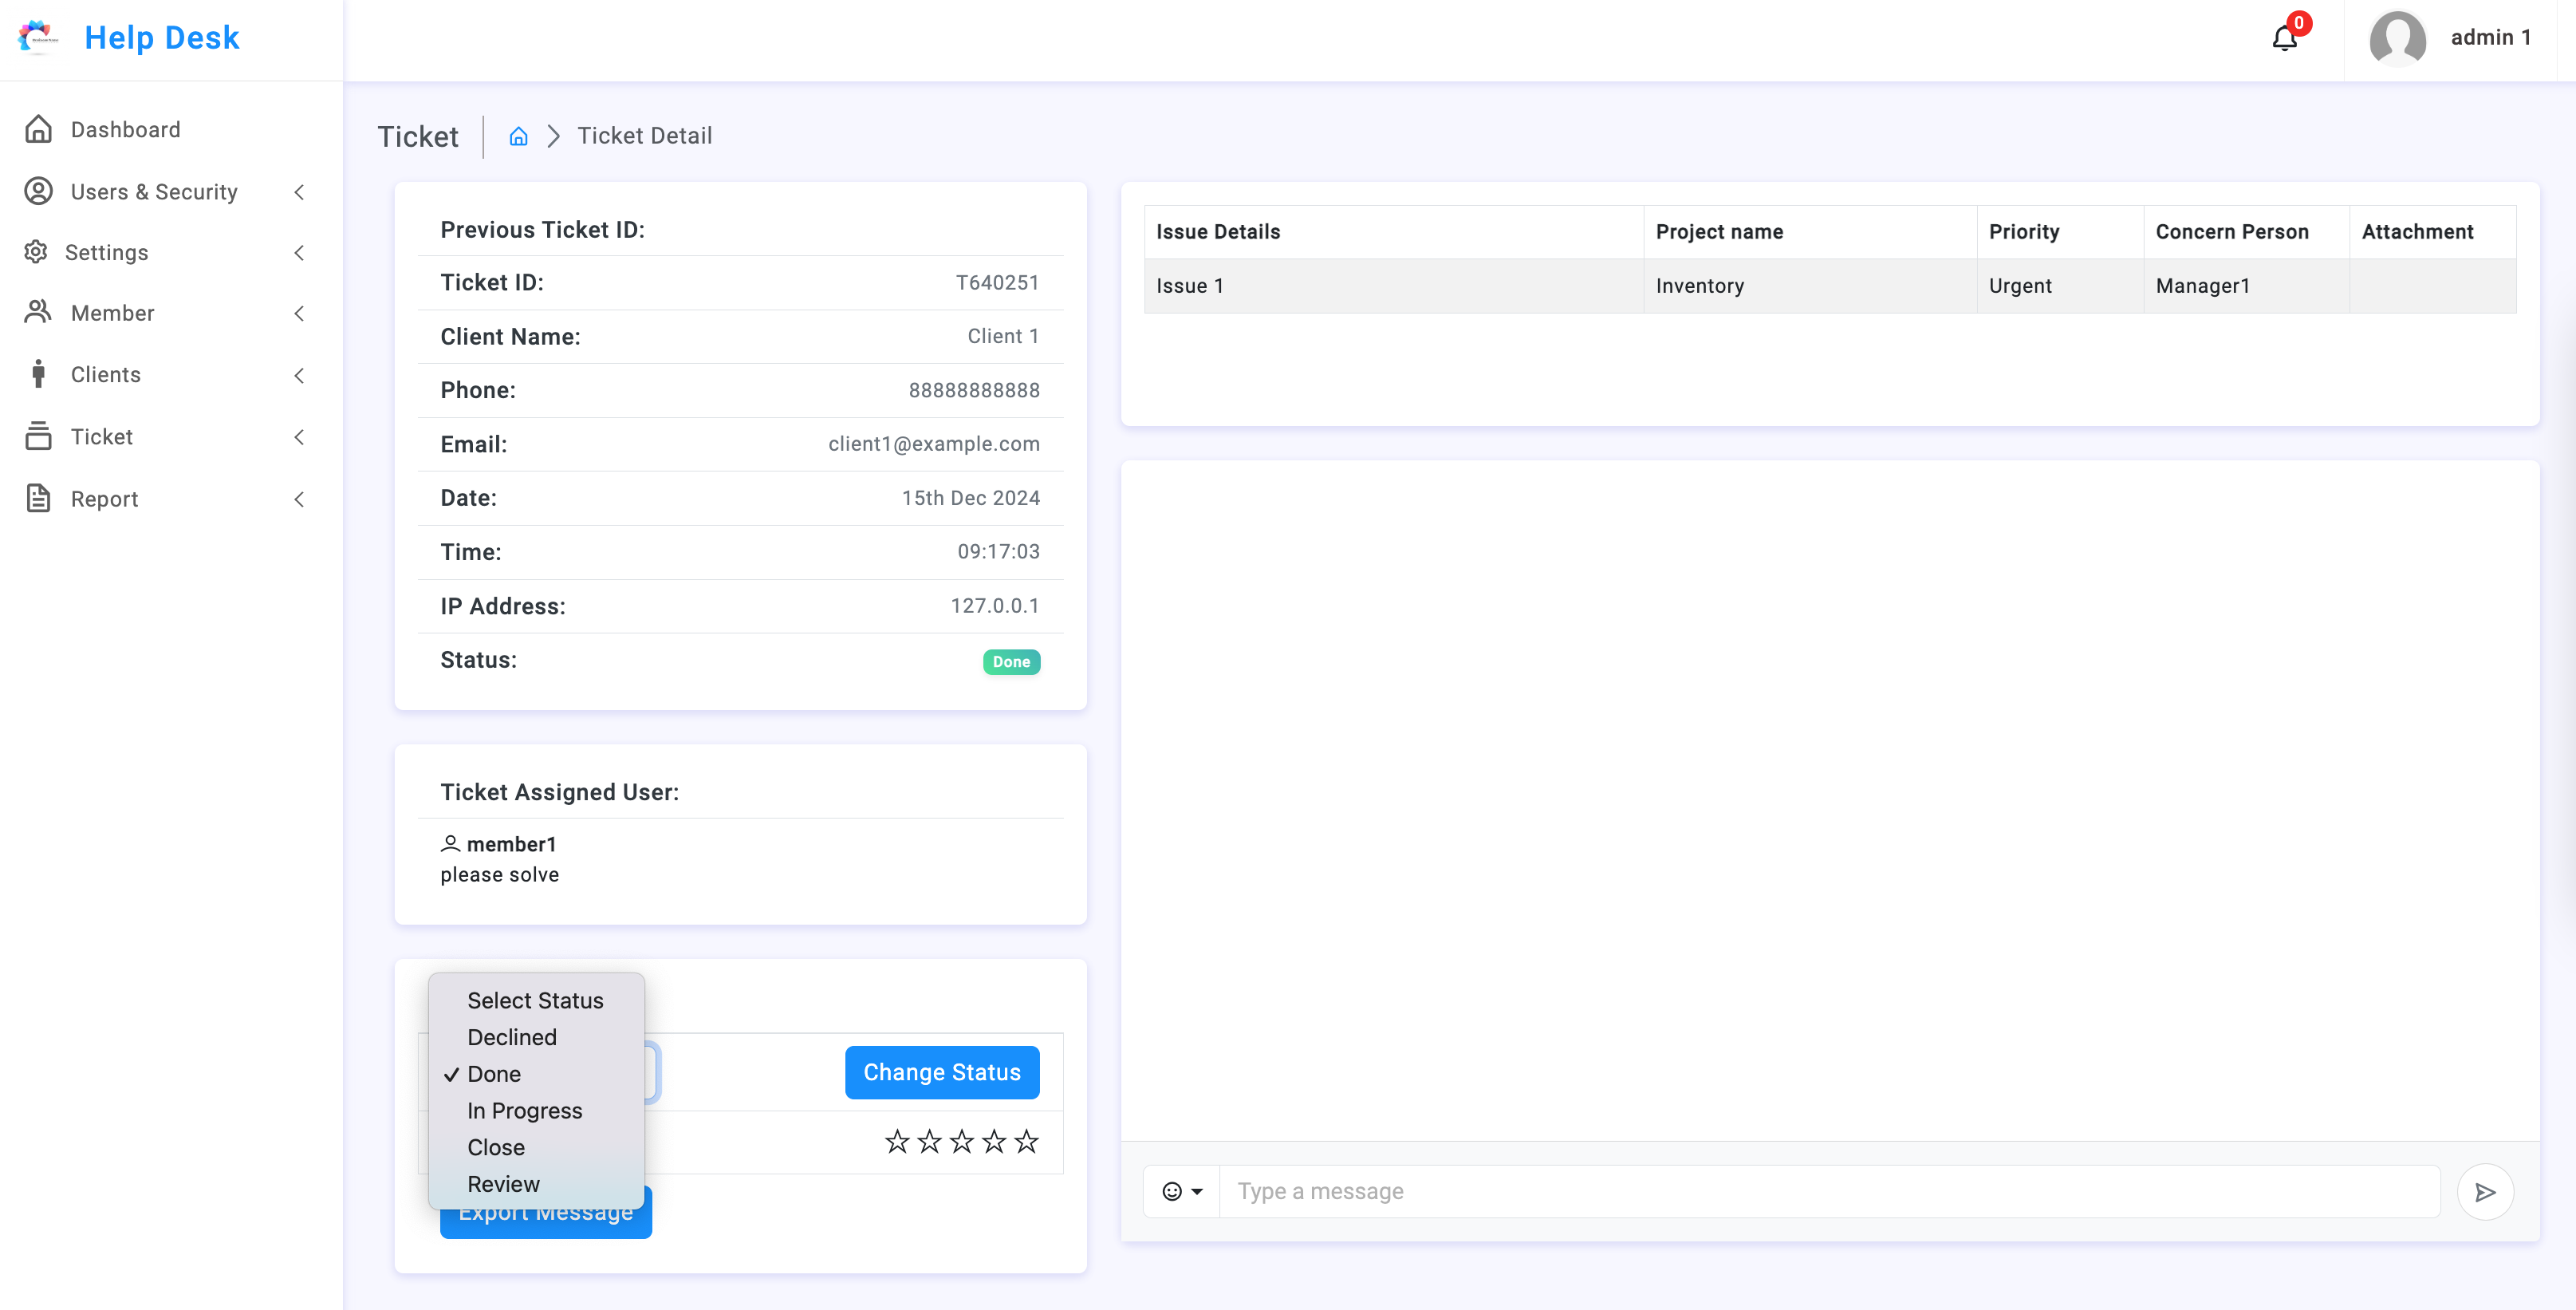 Help Desk
0
admin 1
Dashboard
Users & Security
Settings
Member
Clients
Ticket
Report
Ticket
Ticket Detail
Previous Ticket ID:
Ticket ID: T640251
Client Name: Client 1
Phone: 88888888888
Email: client1@example.com
Date: 15th Dec 2024
Time: 09:17:03
IP Address: 127.0.0.1
Status: Done
Ticket Assigned User:
member1
please solve
Select Status
Declined
Done
In Progress
Close
Review
Change Status
Export Message
Issue Details Project name Priority Concern Person Attachment
Issue 1 Inventory Urgent Manager1
Type a message